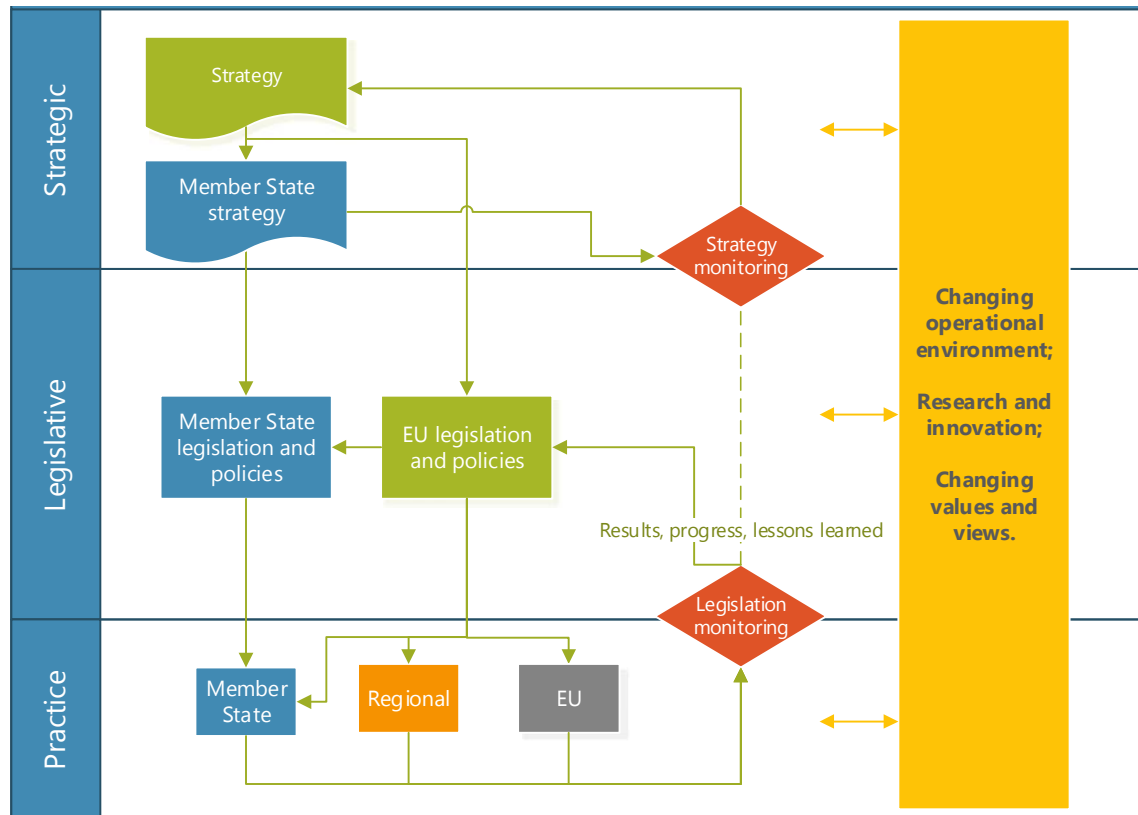 Strategic
Strategy
Member State
strategy
Strategy
monitoring
Legislative
Member State
legislation and
policies
EU legislation
and policies
Results, progress, lessons learned
Legislation
monitoring
Practice
Member
State
Regional
EU
Changing
operational
environment;
Research and
innovation;
Changing
values and
views.